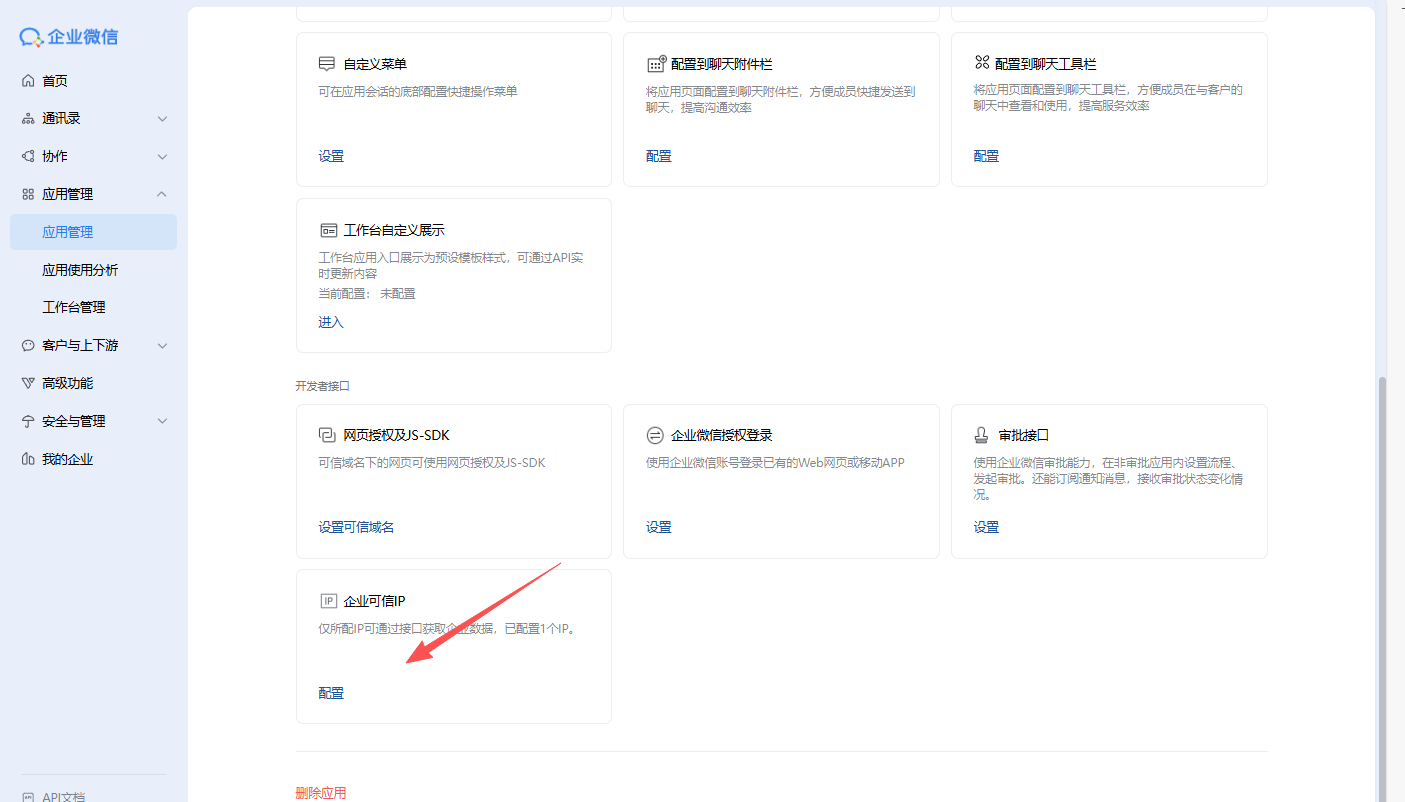 企业微信
首页
通讯录
协作
应用管理
应用管理
应用使用分析
工作台管理
客户与上下游
高级功能
安全与管理
我的企业
API文档
自定义菜单
可在应用会话的底部配置快捷操作菜单
设置
配置到聊天附件栏
将应用页面配置到聊天附件栏，方便成员快捷发送到
聊天，提高沟通效率
配置
配置到聊天工具栏
将应用页面配置到聊天工具栏，方便成员在与客户的
聊天中查看和使用，提高服务效率
配置
工作台自定义展示
工作台应用入口展示为预设模板样式，可通过API实
时更新内容
当前配置： 未配置
进入
开发者接口
网页授权及JS-SDK
可信域名下的网页可使用网页授权及JS-SDK
设置可信域名
企业微信授权登录
使用企业微信账号登录已有的Web网页或移动APP
设置
审批接口
使用企业微信审批能力，在非审批应用内设置流程、
发起审批。还能订阅通知消息，接收审批状态变化情
况。
设置
IP 企业可信IP
仅所配IP可通过接口获取企业数据，已配置1个IP。
配置
删除应用